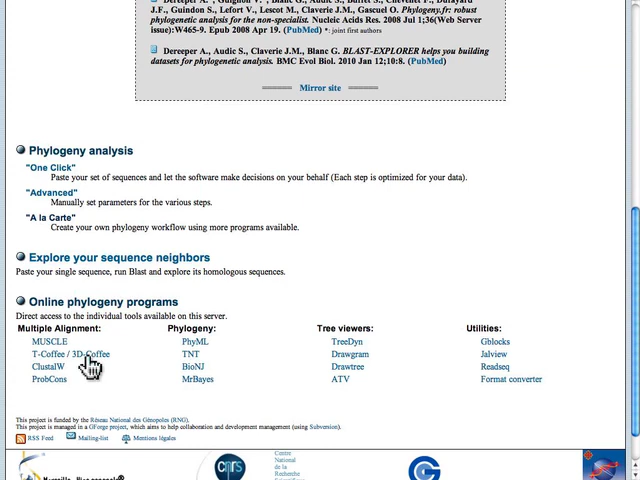 J.F., Guindon S., Lefort V., Lescot M., Claverie J.M., Gascuel O. Phylogeny.fr: robust
phylogenetic analysis for the non-specialist. Nucleic Acids Res. 2008 Jul 1;36(Web Server
issue):W465-9. Epub 2008 Apr 19. (PubMed) *: joint first authors
Dereeper A., Audic S., Claverie J.M., Blanc G. BLAST-EXPLORER helps you building
datasets for phylogenetic analysis. BMC Evol Biol. 2010 Jan 12;10:8. (PubMed)
Mirror site
Phylogeny analysis
"One Click"
Paste your set of sequences and let the software make decisions on your behalf (Each step is optimized for your data).
"Advanced"
Manually set parameters for the various steps.
"A la Carte"
Create your own phylogeny workflow using more programs available.
Explore your sequence neighbors
Paste your single sequence, run Blast and explore its homologous sequences.
Online phylogeny programs
Direct access to the individual tools available on this server.
Multiple Alignment: Phylogeny: Tree viewers: Utilities:
MUSCLE PhyML TreeDyn Gblocks
T-Coffee / 3D-Coffee TNT Drawgram Jalview
ClustalW BioNJ Drawtree Readseq
ProbCons MrBayes ATV Format converter
This project is funded by the Réseau National des Génopoles (RNG).
This project is managed in a GForge project, which aims to help collaboration and development management (using Subversion).
RSS Feed Mailing-list Mentions légales
cnrs
Centre
National
de la
Recherche